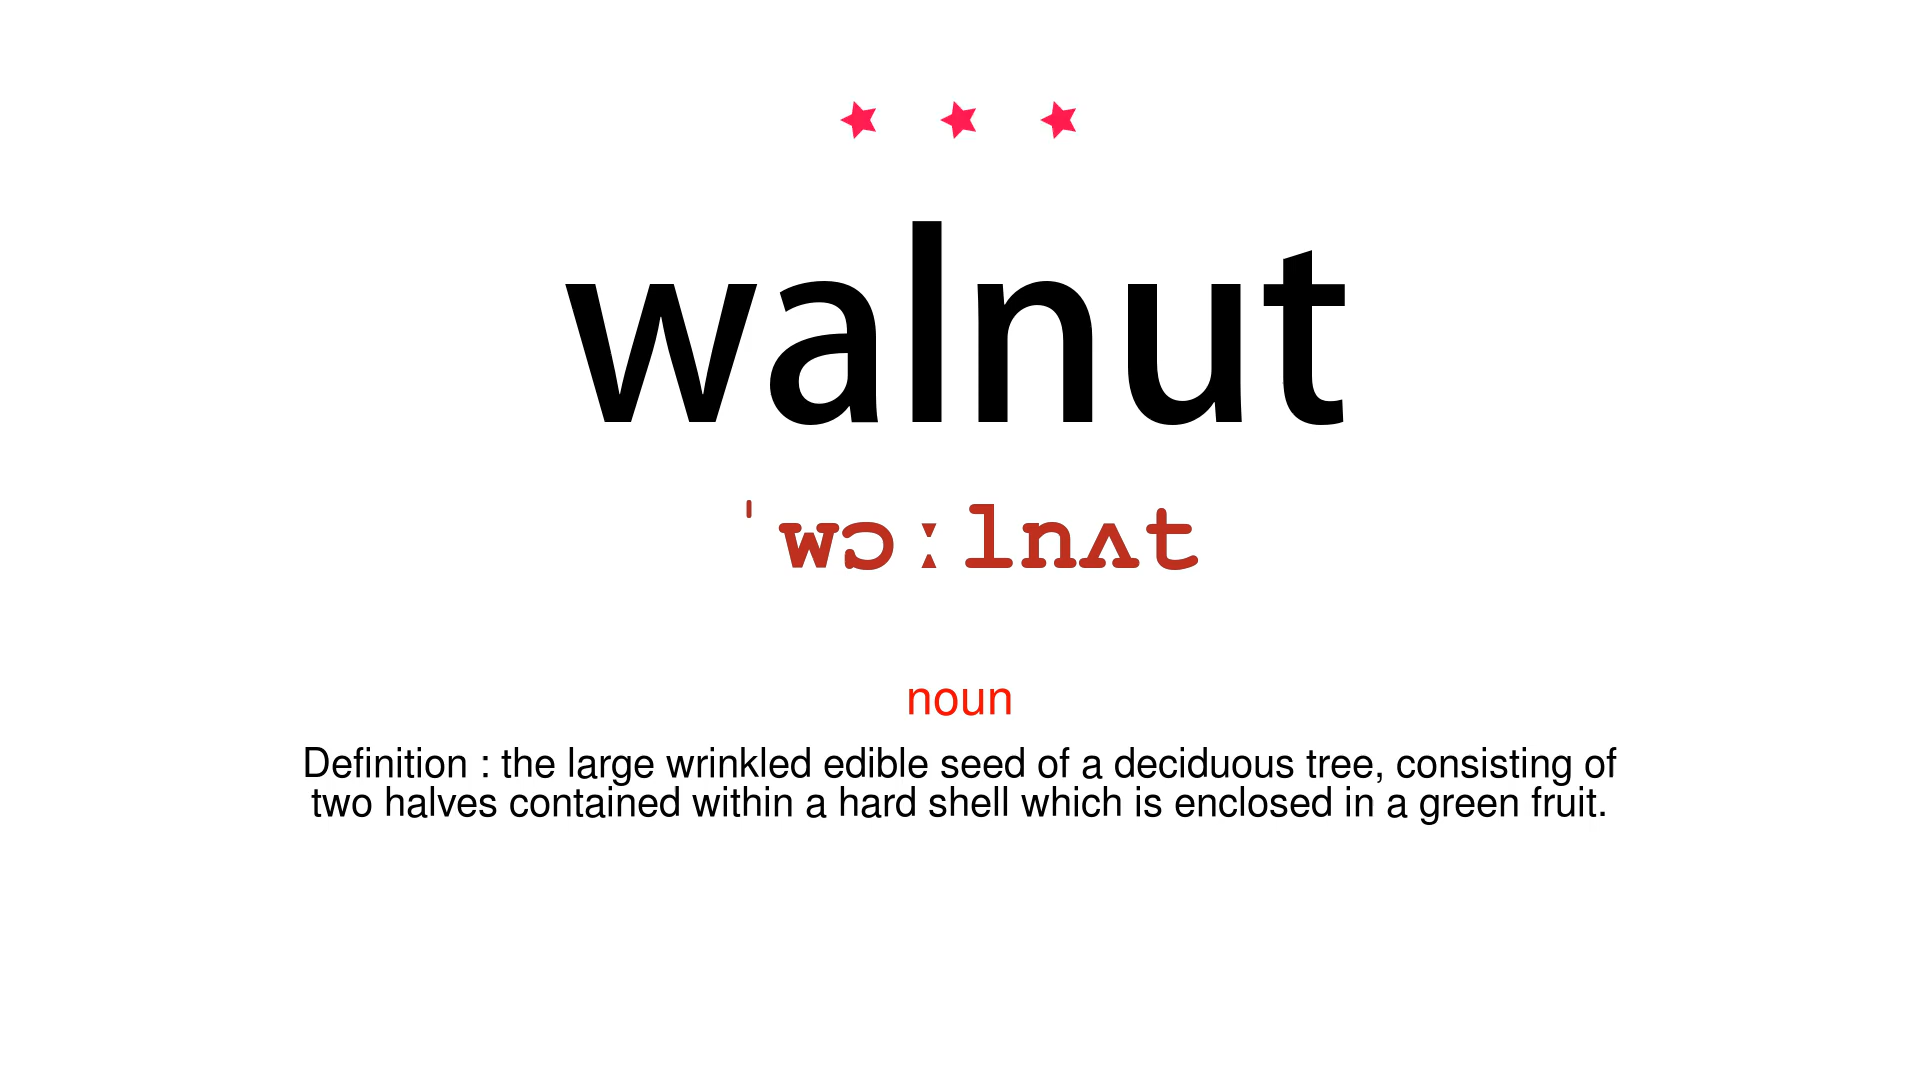 walnut
ˈwɔːlnʌt
noun
Definition : the large wrinkled edible seed of a deciduous tree, consisting of
two halves contained within a hard shell which is enclosed in a green fruit.